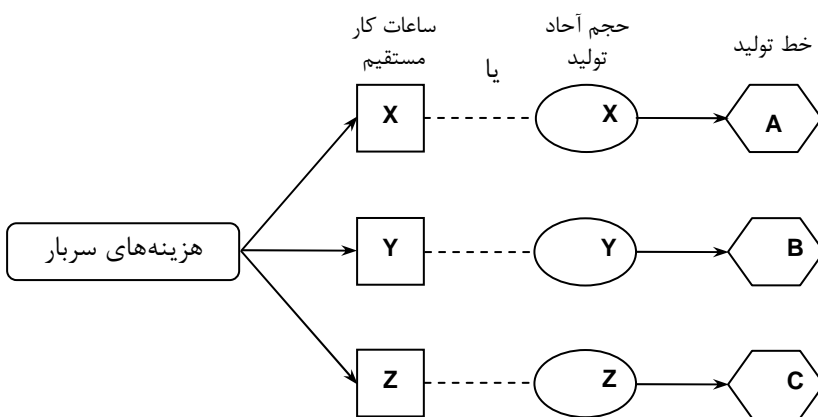 ساعات کار
مستقیم
یا
حجم آحاد
تولید
خط تولید
X
X
A
هزینه‌های سربار
Y
Y
B
Z
Z
C